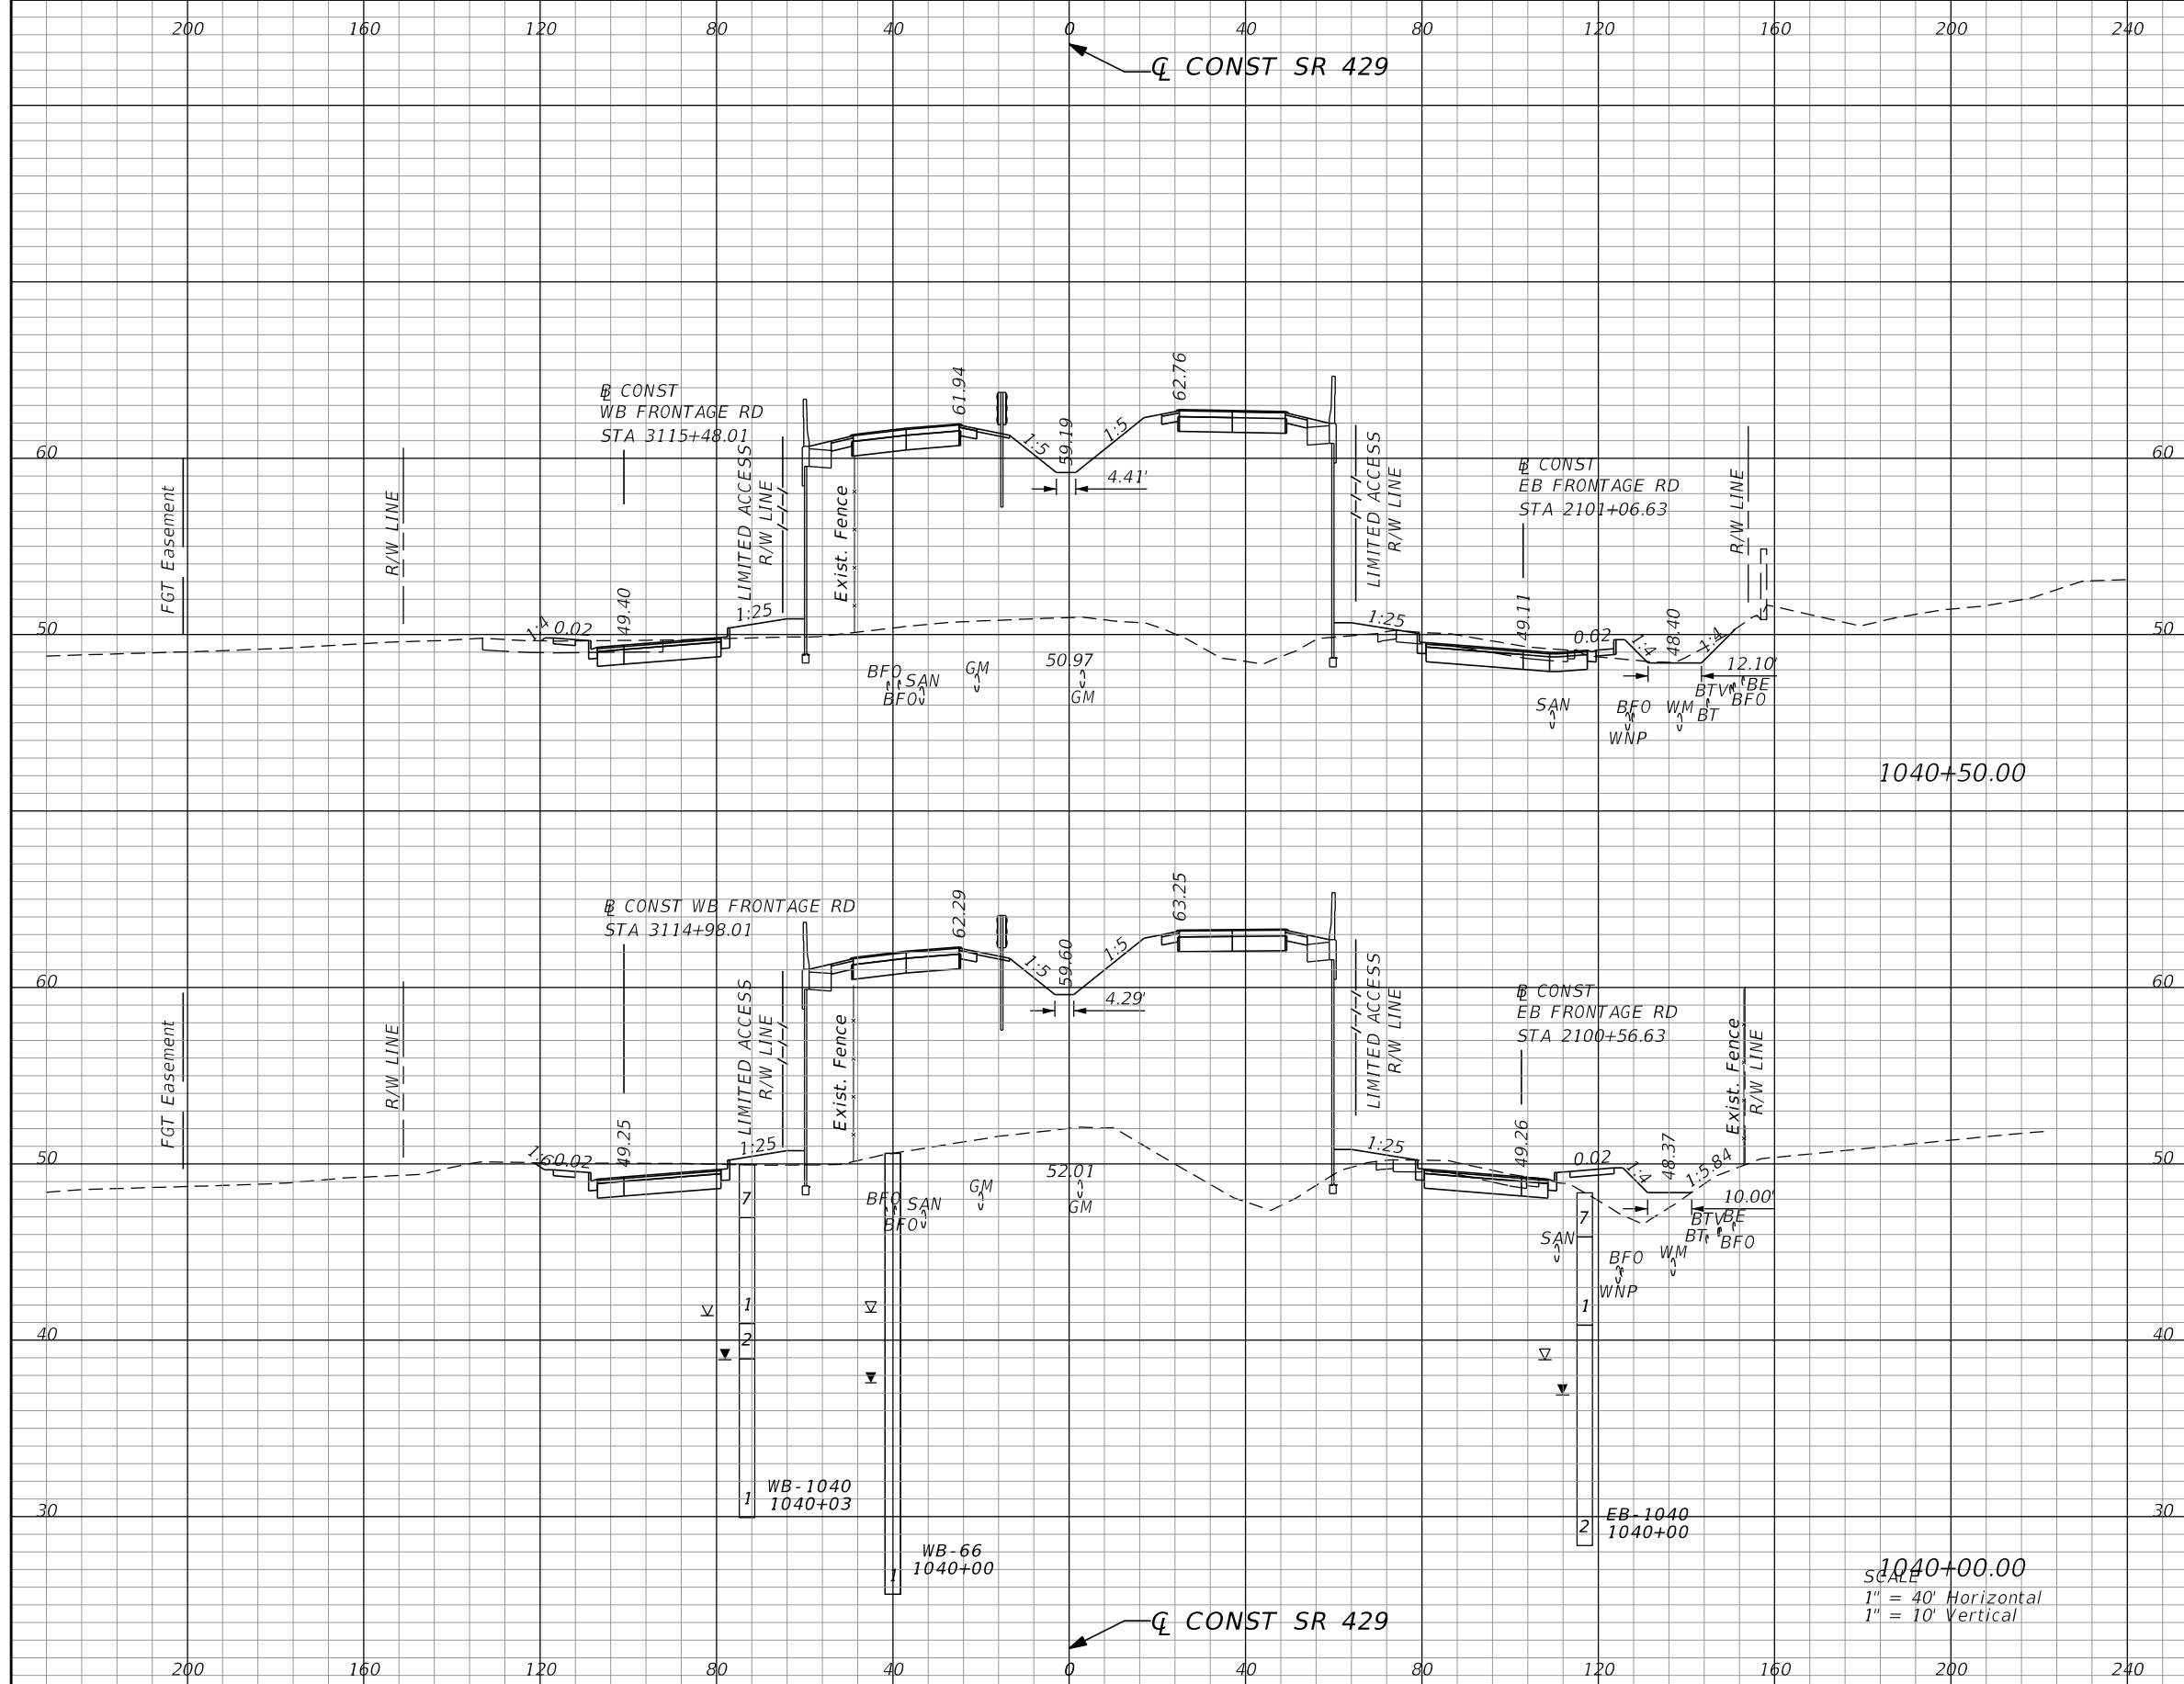 200 160 120 80 40 0 40 80 120 160 200 240
℄ CONST SR 429
B CONST
WB FRONTAGE RD
STA 3115+48.01
61.94
62.76
59.19
1:5
1:5
4.41'
60
60
FGT Easement
R/W LINE
LIMITED ACCESS
R/W LINE
Exist. Fence
LIMITED ACCESS
R/W LINE
B CONST
EB FRONTAGE RD
STA 2101+06.63
R/W LINE
50
50
1:4
0.02
49.40
1:25
1:25
49.11
0.02
1:4
48.40
1:4
12.10'
BFO
SAN
BFO
GM
50.97
GM
SAN
BFO
WNP
WM
BTV
BT
BE
BFO
1040+50.00
B CONST WB FRONTAGE RD
STA 3114+98.01
62.29
63.25
59.60
1:5
1:5
4.29'
60
60
FGT Easement
R/W LINE
LIMITED ACCESS
R/W LINE
Exist. Fence
LIMITED ACCESS
R/W LINE
B CONST
EB FRONTAGE RD
STA 2100+56.63
Exist. Fence
R/W LINE
50
50
1:6
0.02
49.25
1:25
1:25
49.26
0.02
1:4
48.37
1:5.84
10.00'
7
BFO
SAN
BFO
GM
52.01
GM
7
SAN
BFO
WNP
WM
BTV
BE
BT
BFO
1
1
40
2
40
1
WB-1040
1040+03
30
30
EB-1040
1040+00
2
WB-66
1040+00
1
1040+00.00
SCALE
1" = 40' Horizontal
1" = 10' Vertical
℄ CONST SR 429
200 160 120 80 40 0 40 80 120 160 200 240